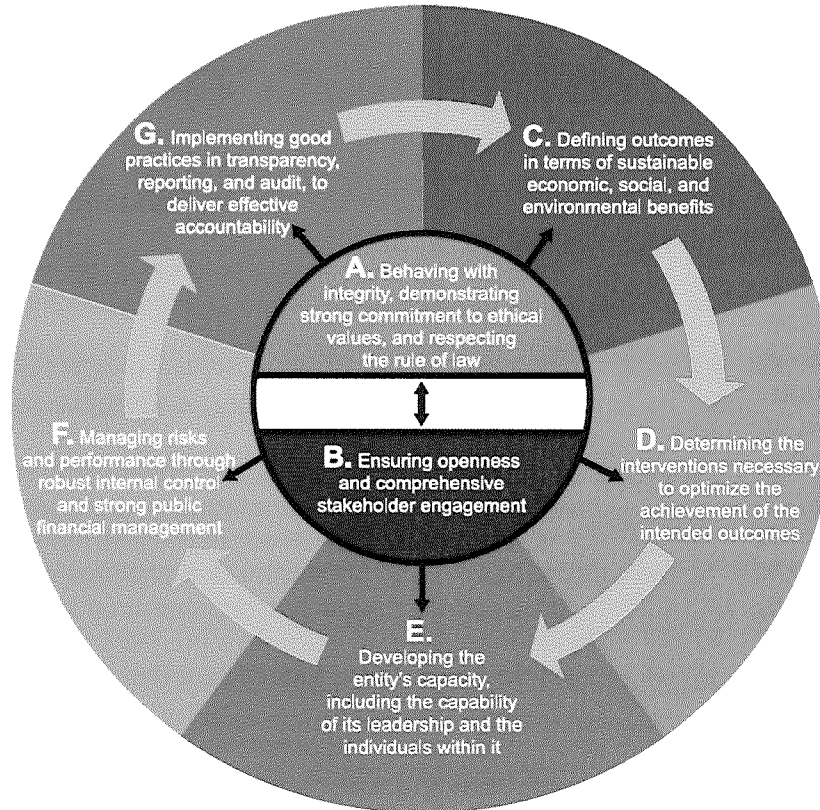 G. Implementing good
practices in transparency,
reporting, and audit, to
deliver effective
accountability
C. Defining outcomes
in terms of sustainable
economic, social, and
environmental benefits
A. Behaving with
integrity, demonstrating
strong commitment to ethical
values, and respecting
the rule of law
F. Managing risks
and performance through
robust internal control
and strong public
financial management
B. Ensuring openness
and comprehensive
stakeholder engagement
D. Determining the
interventions necessary
to optimize the
achievement of the
intended outcomes
E.
Developing the
entity's capacity,
including the capability
of its leadership and the
individuals within it